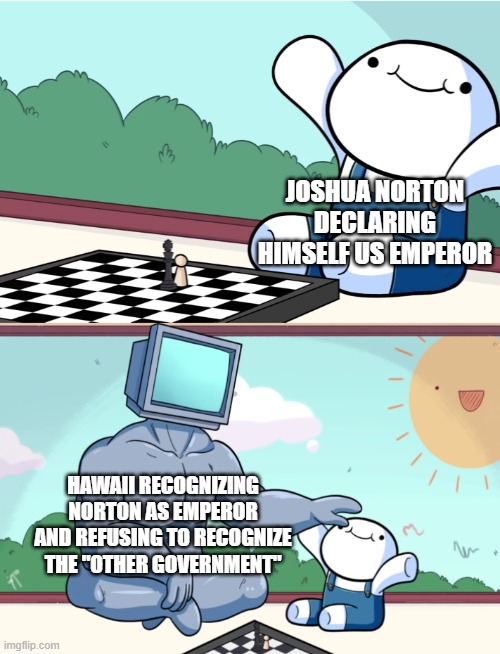 JOSHUA NORTON
DECLARING
HIMSELF US EMPEROR
HAWAII RECOGNIZING
NORTON AS EMPEROR
AND REFUSING TO RECOGNIZE
THE "OTHER GOVERNMENT"
imgflip.com